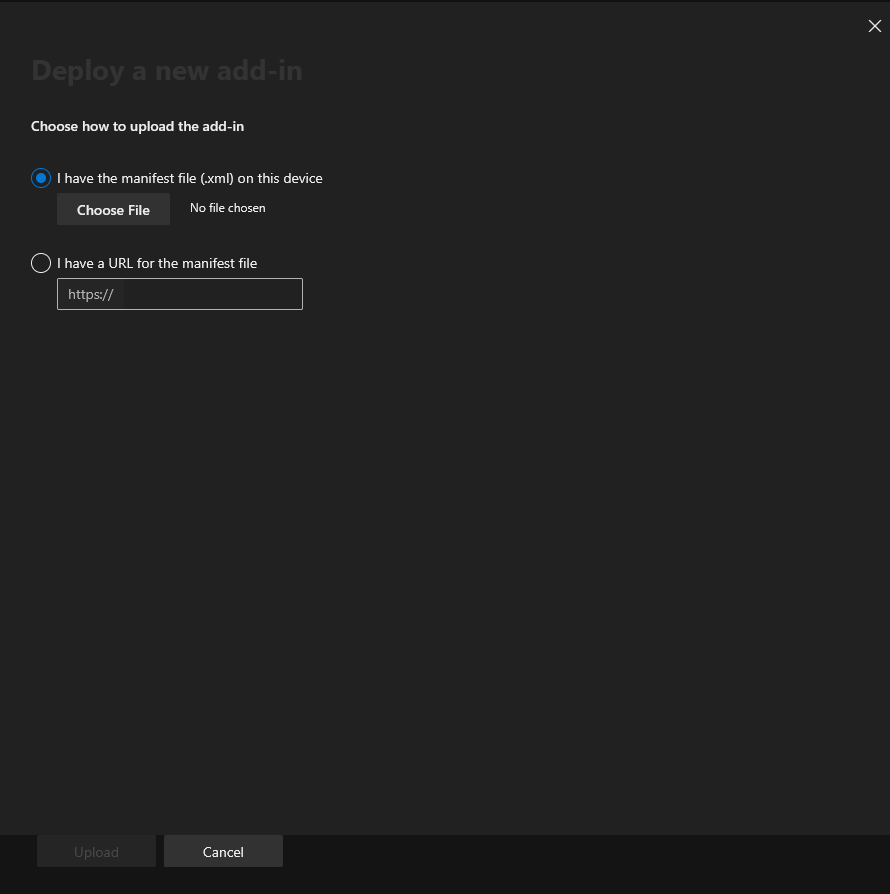 Deploy a new add-in
Choose how to upload the add-in
I have the manifest file (.xml) on this device
Choose File No file chosen
I have a URL for the manifest file
https://
Upload Cancel